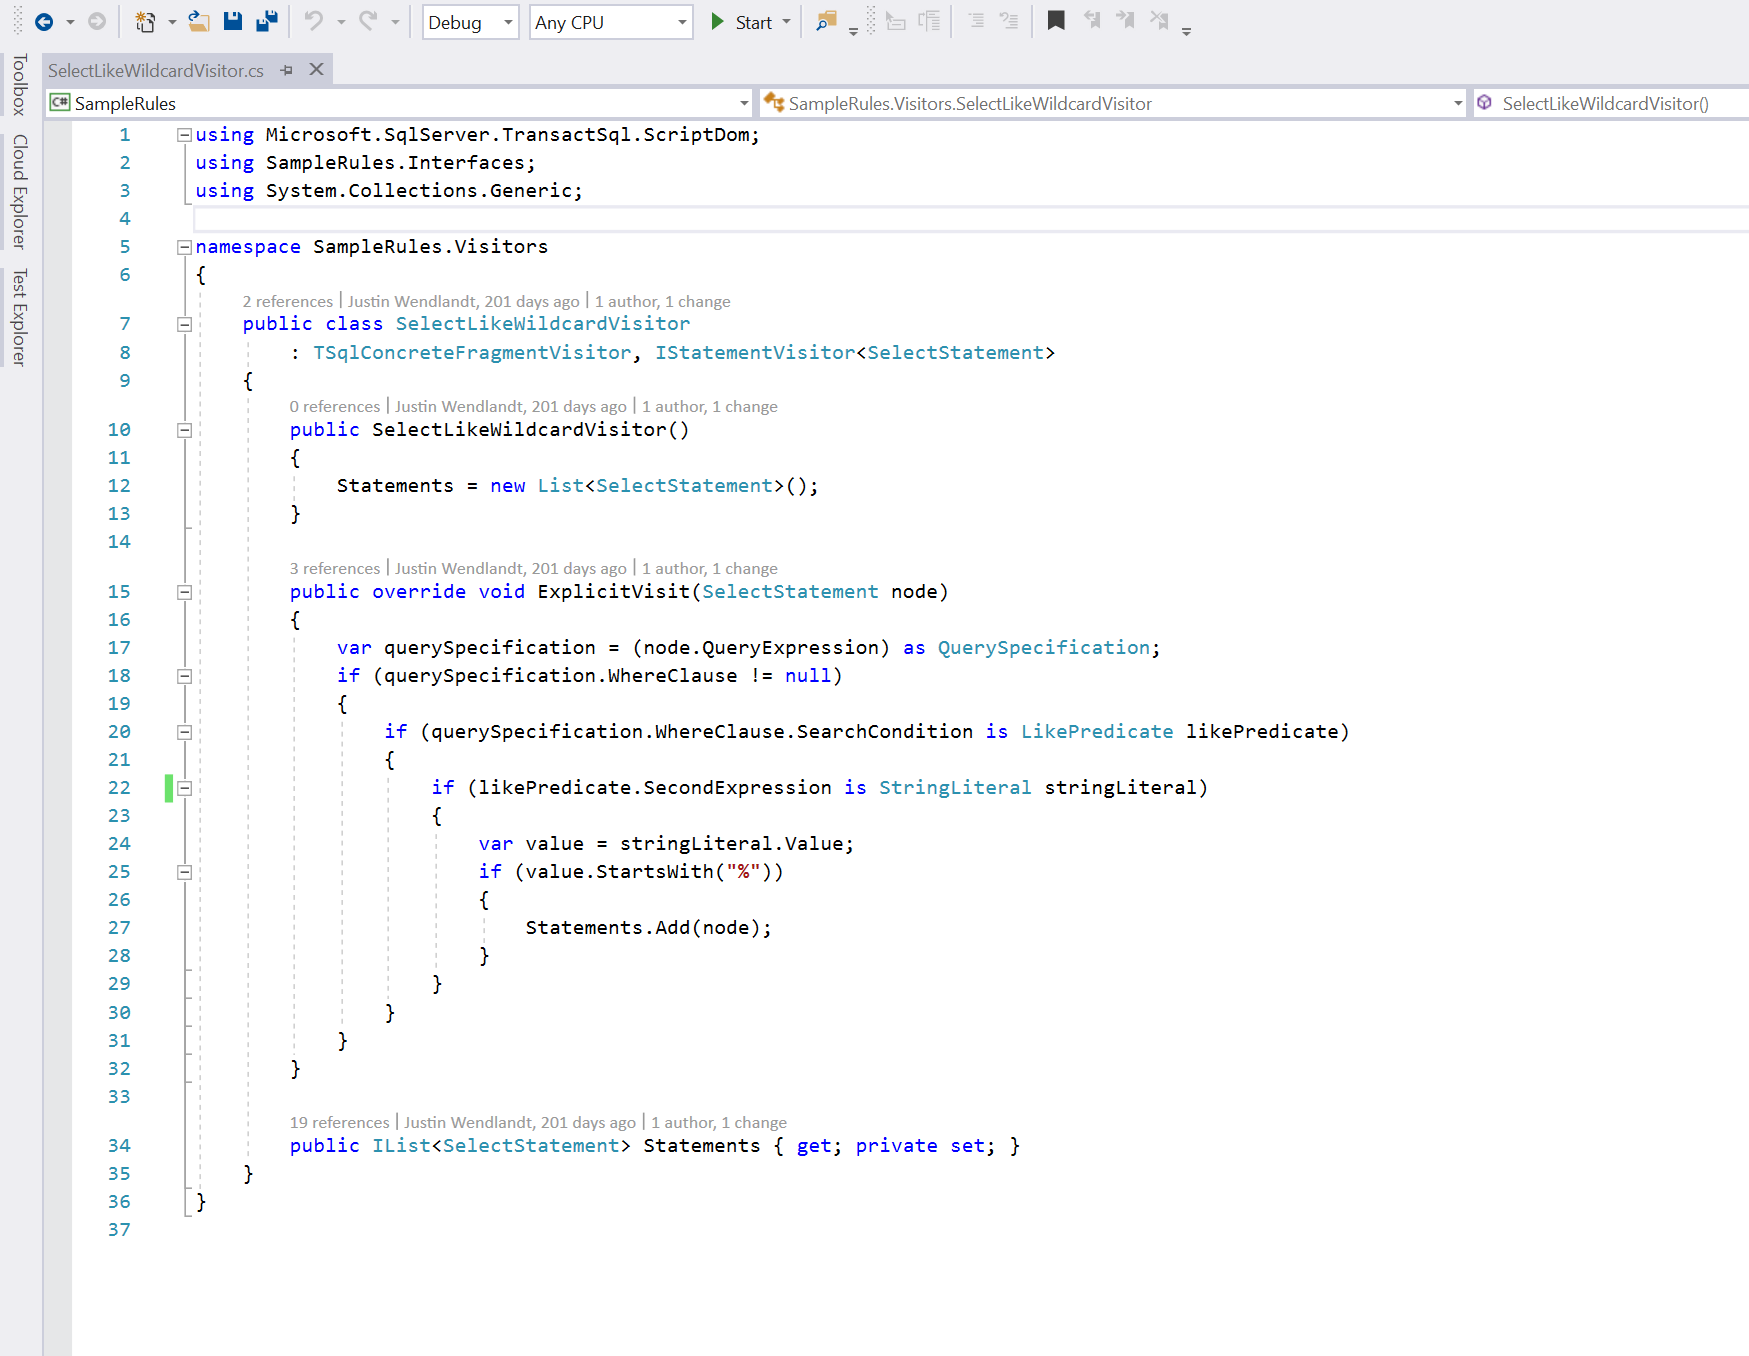 Debug Any CPU Start
Toolbox
Cloud Explorer
Test Explorer
SelectLikeWildcardVisitor.cs
C# SampleRules SampleRules.Visitors.SelectLikeWildcardVisitor SelectLikeWildcardVisitor()
1 using Microsoft.SqlServer.TransactSql.ScriptDom;
2 using SampleRules.Interfaces;
3 using System.Collections.Generic;
4
5 namespace SampleRules.Visitors
6 {
2 references | Justin Wendlandt, 201 days ago | 1 author, 1 change
7 public class SelectLikeWildcardVisitor
8 : TSqlConcreteFragmentVisitor, IStatementVisitor<SelectStatement>
9 {
0 references | Justin Wendlandt, 201 days ago | 1 author, 1 change
10 public SelectLikeWildcardVisitor()
11 {
12 Statements = new List<SelectStatement>();
13 }
14
3 references | Justin Wendlandt, 201 days ago | 1 author, 1 change
15 public override void ExplicitVisit(SelectStatement node)
16 {
17 var querySpecification = (node.QueryExpression) as QuerySpecification;
18 if (querySpecification.WhereClause != null)
19 {
20 if (querySpecification.WhereClause.SearchCondition is LikePredicate likePredicate)
21 {
22 if (likePredicate.SecondExpression is StringLiteral stringLiteral)
23 {
24 var value = stringLiteral.Value;
25 if (value.StartsWith("%"))
26 {
27 Statements.Add(node);
28 }
29 }
30 }
31 }
32 }
33
19 references | Justin Wendlandt, 201 days ago | 1 author, 1 change
34 public IList<SelectStatement> Statements { get; private set; }
35 }
36 }
37